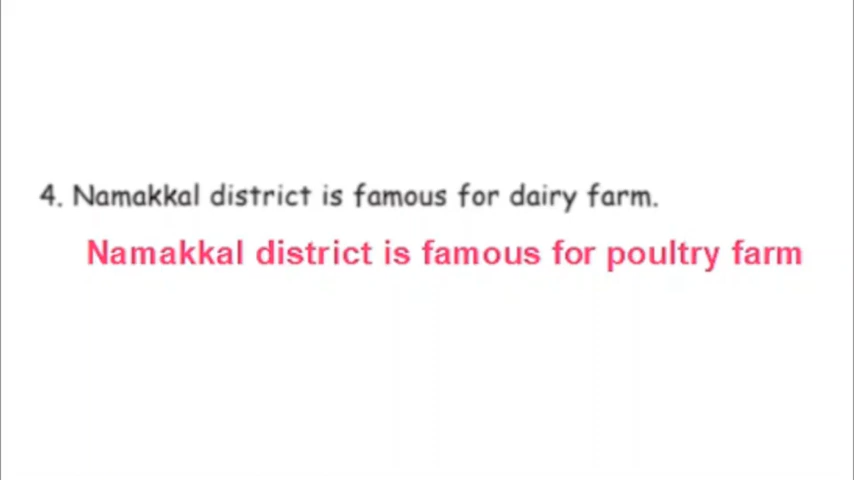 4. Namakkal district is famous for dairy farm.
Namakkal district is famous for poultry farm